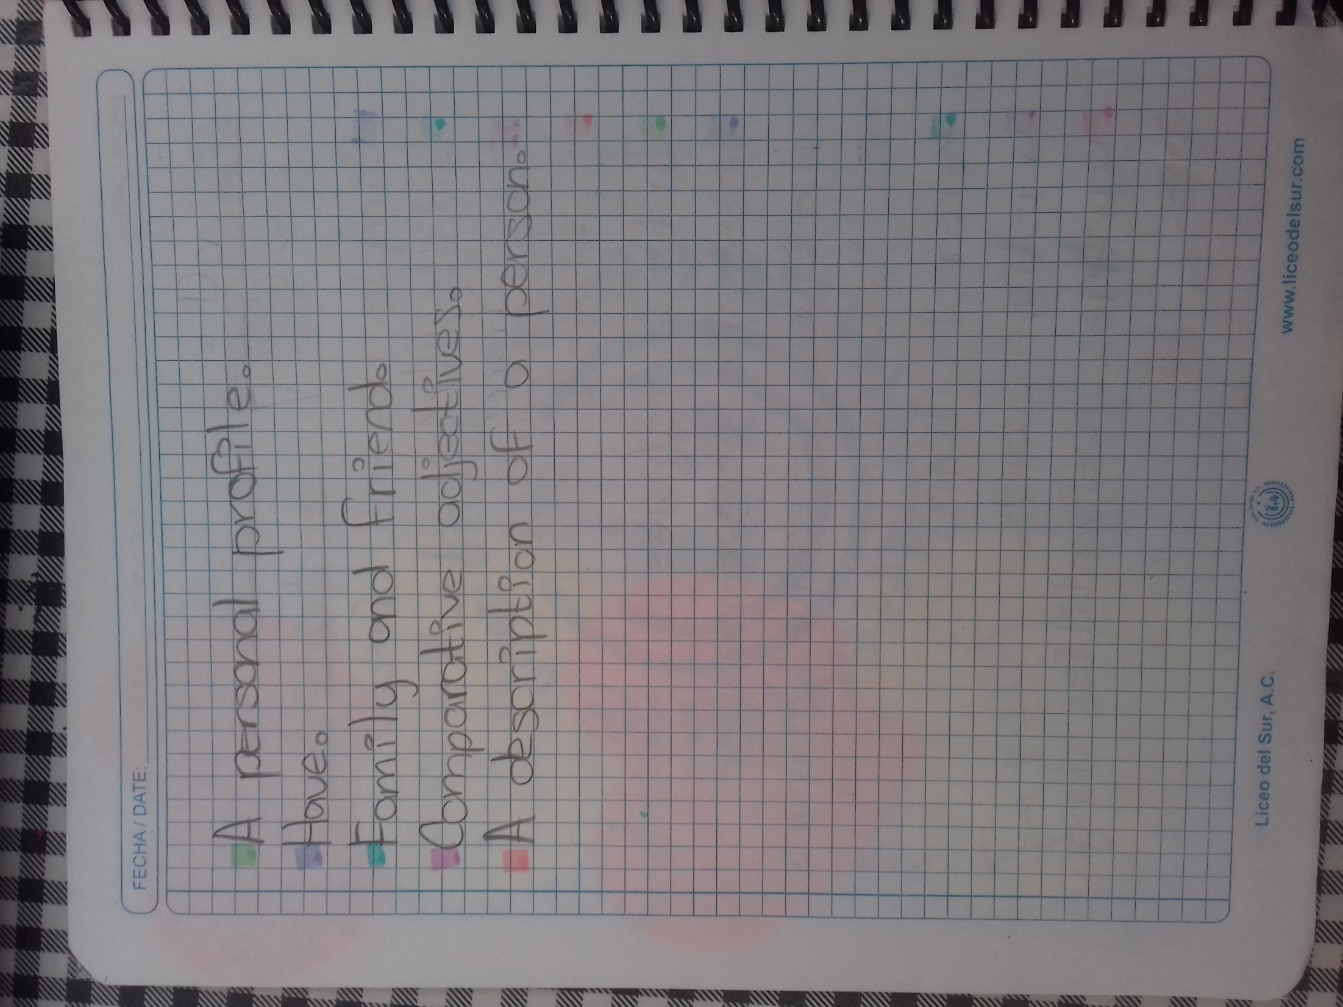 FECHA / DATE:
A personal profile.
Have.
Family and friend.
Comparative adjectives.
A description of a person.
Liceo del Sur, A.C.
www.liceodelsur.com